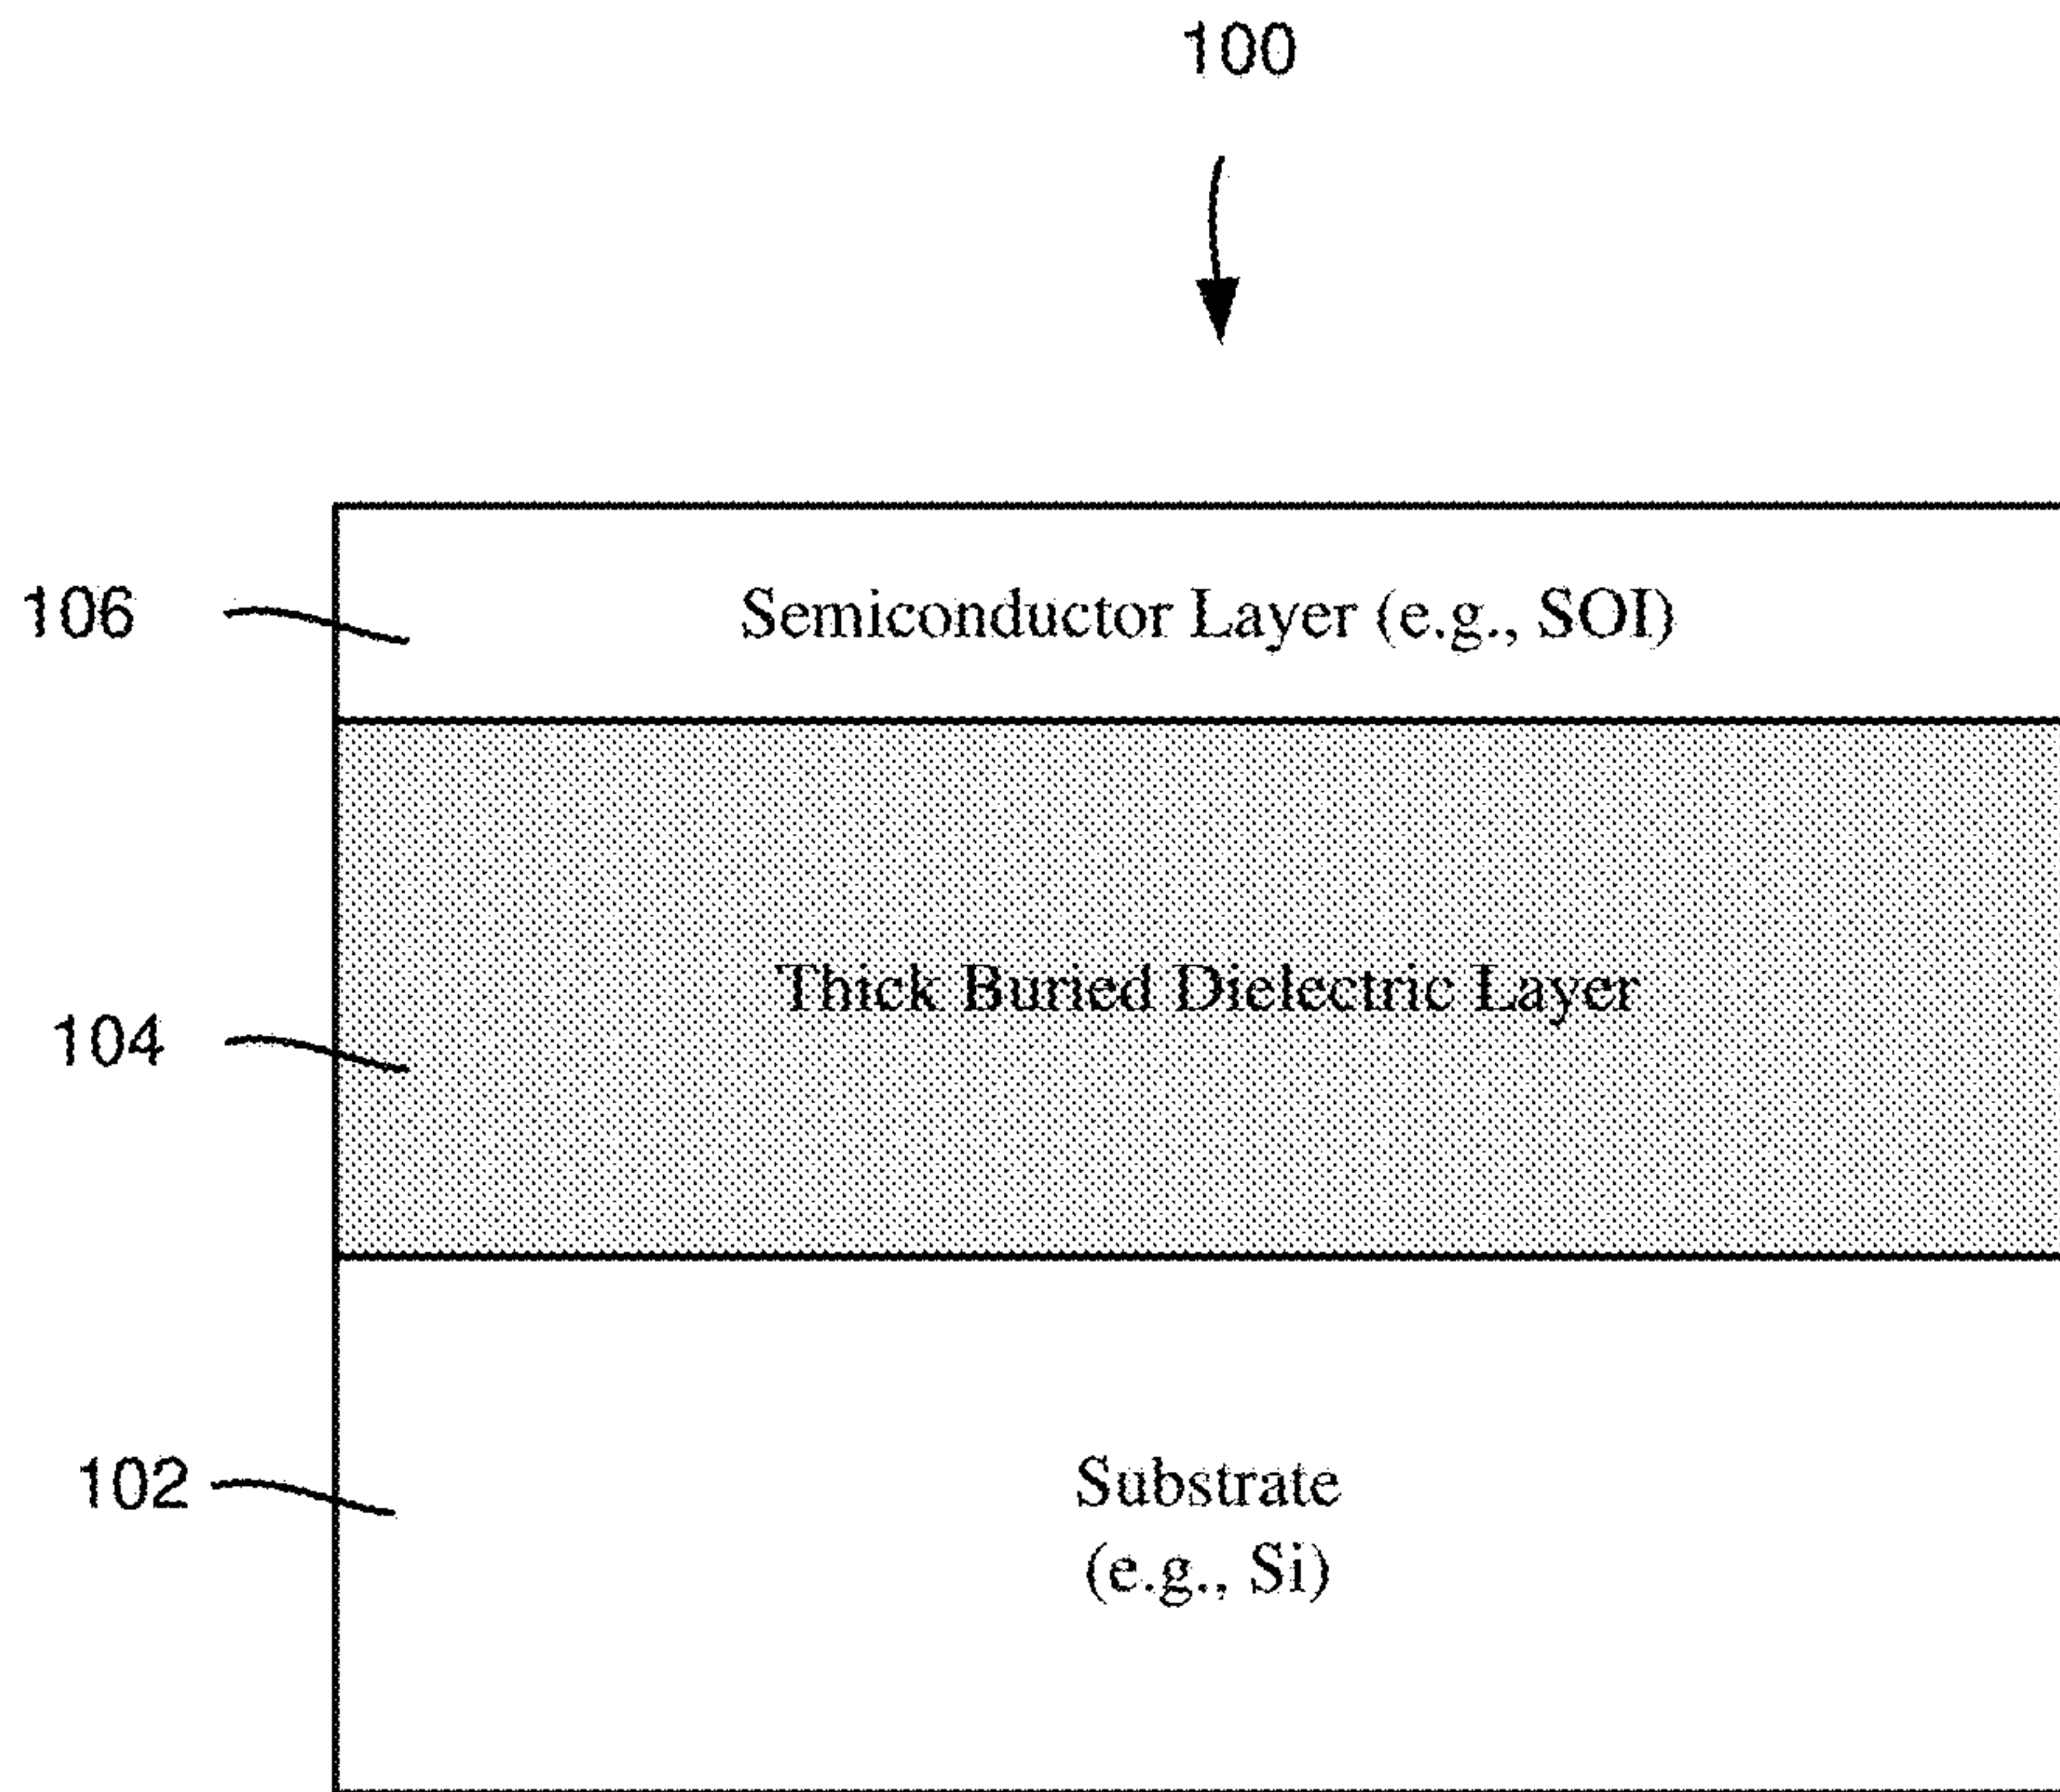 100
106
Semiconductor Layer (e.g., SOI)
Thick Buried Dielectric Layer
104
102
Substrate
(e.g., Si)